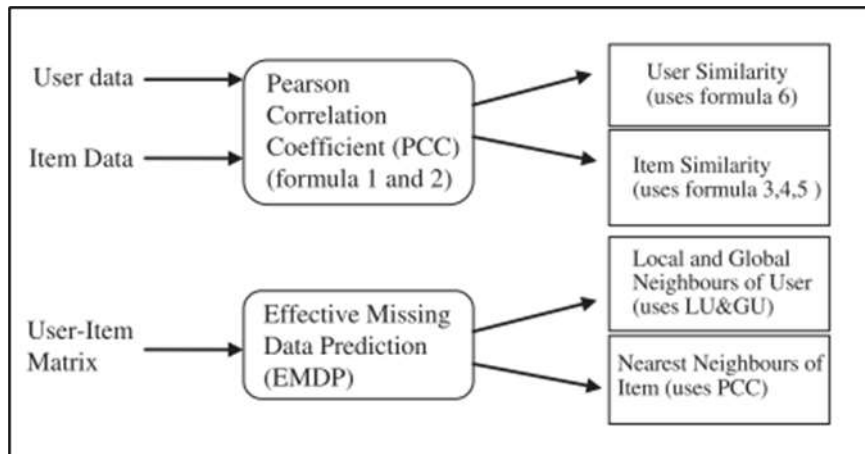 User data
Item Data
Pearson
Correlation
Coefficient (PCC)
(formula 1 and 2)
User Similarity
(uses formula 6)
Item Similarity
(uses formula 3,4,5 )
User-Item
Matrix
Effective Missing
Data Prediction
(EMDP)
Local and Global
Neighbours of User
(uses LU&GU)
Nearest Neighbours of
Item (uses PCC)